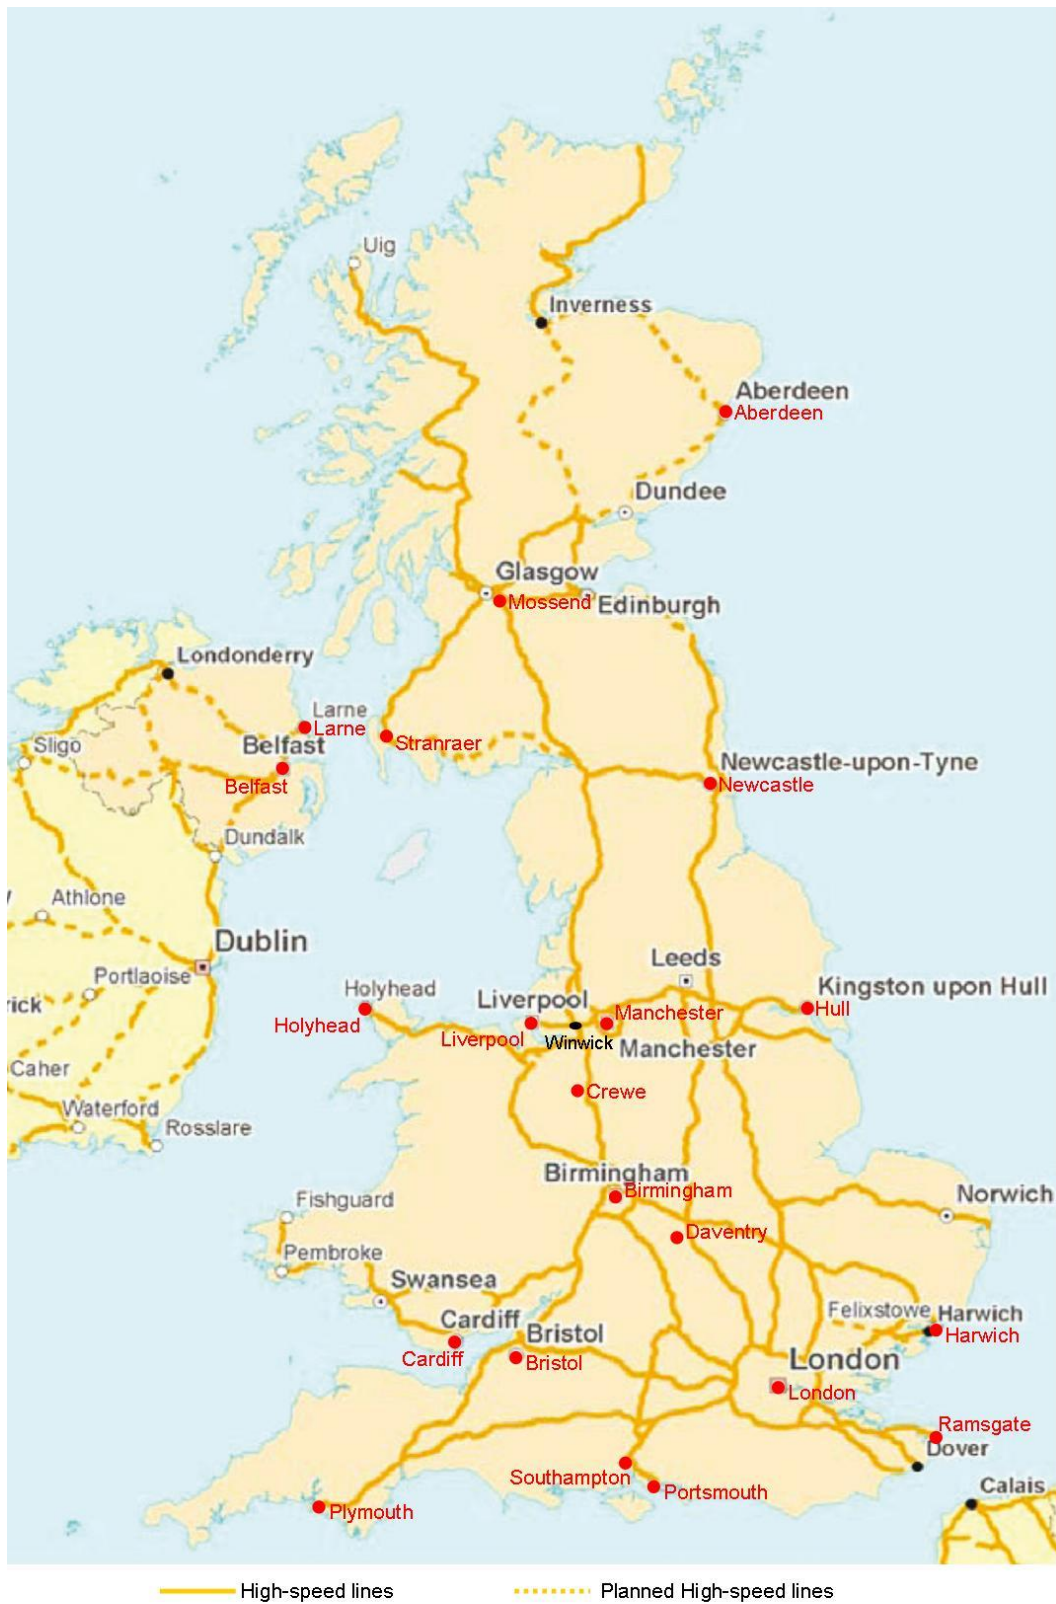 Uig
Inverness
Aberdeen
Aberdeen
Dundee
Glasgow
Mossend
Edinburgh
Londonderry
Larne
Larne
Stranraer
Sligo
Belfast
Belfast
Newcastle-upon-Tyne
Newcastle
Dundalk
Athlone
Dublin
Leeds
Portlaoise
Holyhead
Holyhead
Liverpool
Liverpool
Kingston upon Hull
Hull
rick
Manchester
Winwick
Manchester
Caher
Crewe
Waterford
Rosslare
Birmingham
Birmingham
Norwich
Fishguard
Daventry
Pembroke
Swansea
Felixstowe
Harwich
Harwich
Cardiff
Cardiff
Bristol
Bristol
London
London
Ramsgate
Dover
Southampton
Portsmouth
Calais
Plymouth
High-speed lines
Planned High-speed lines